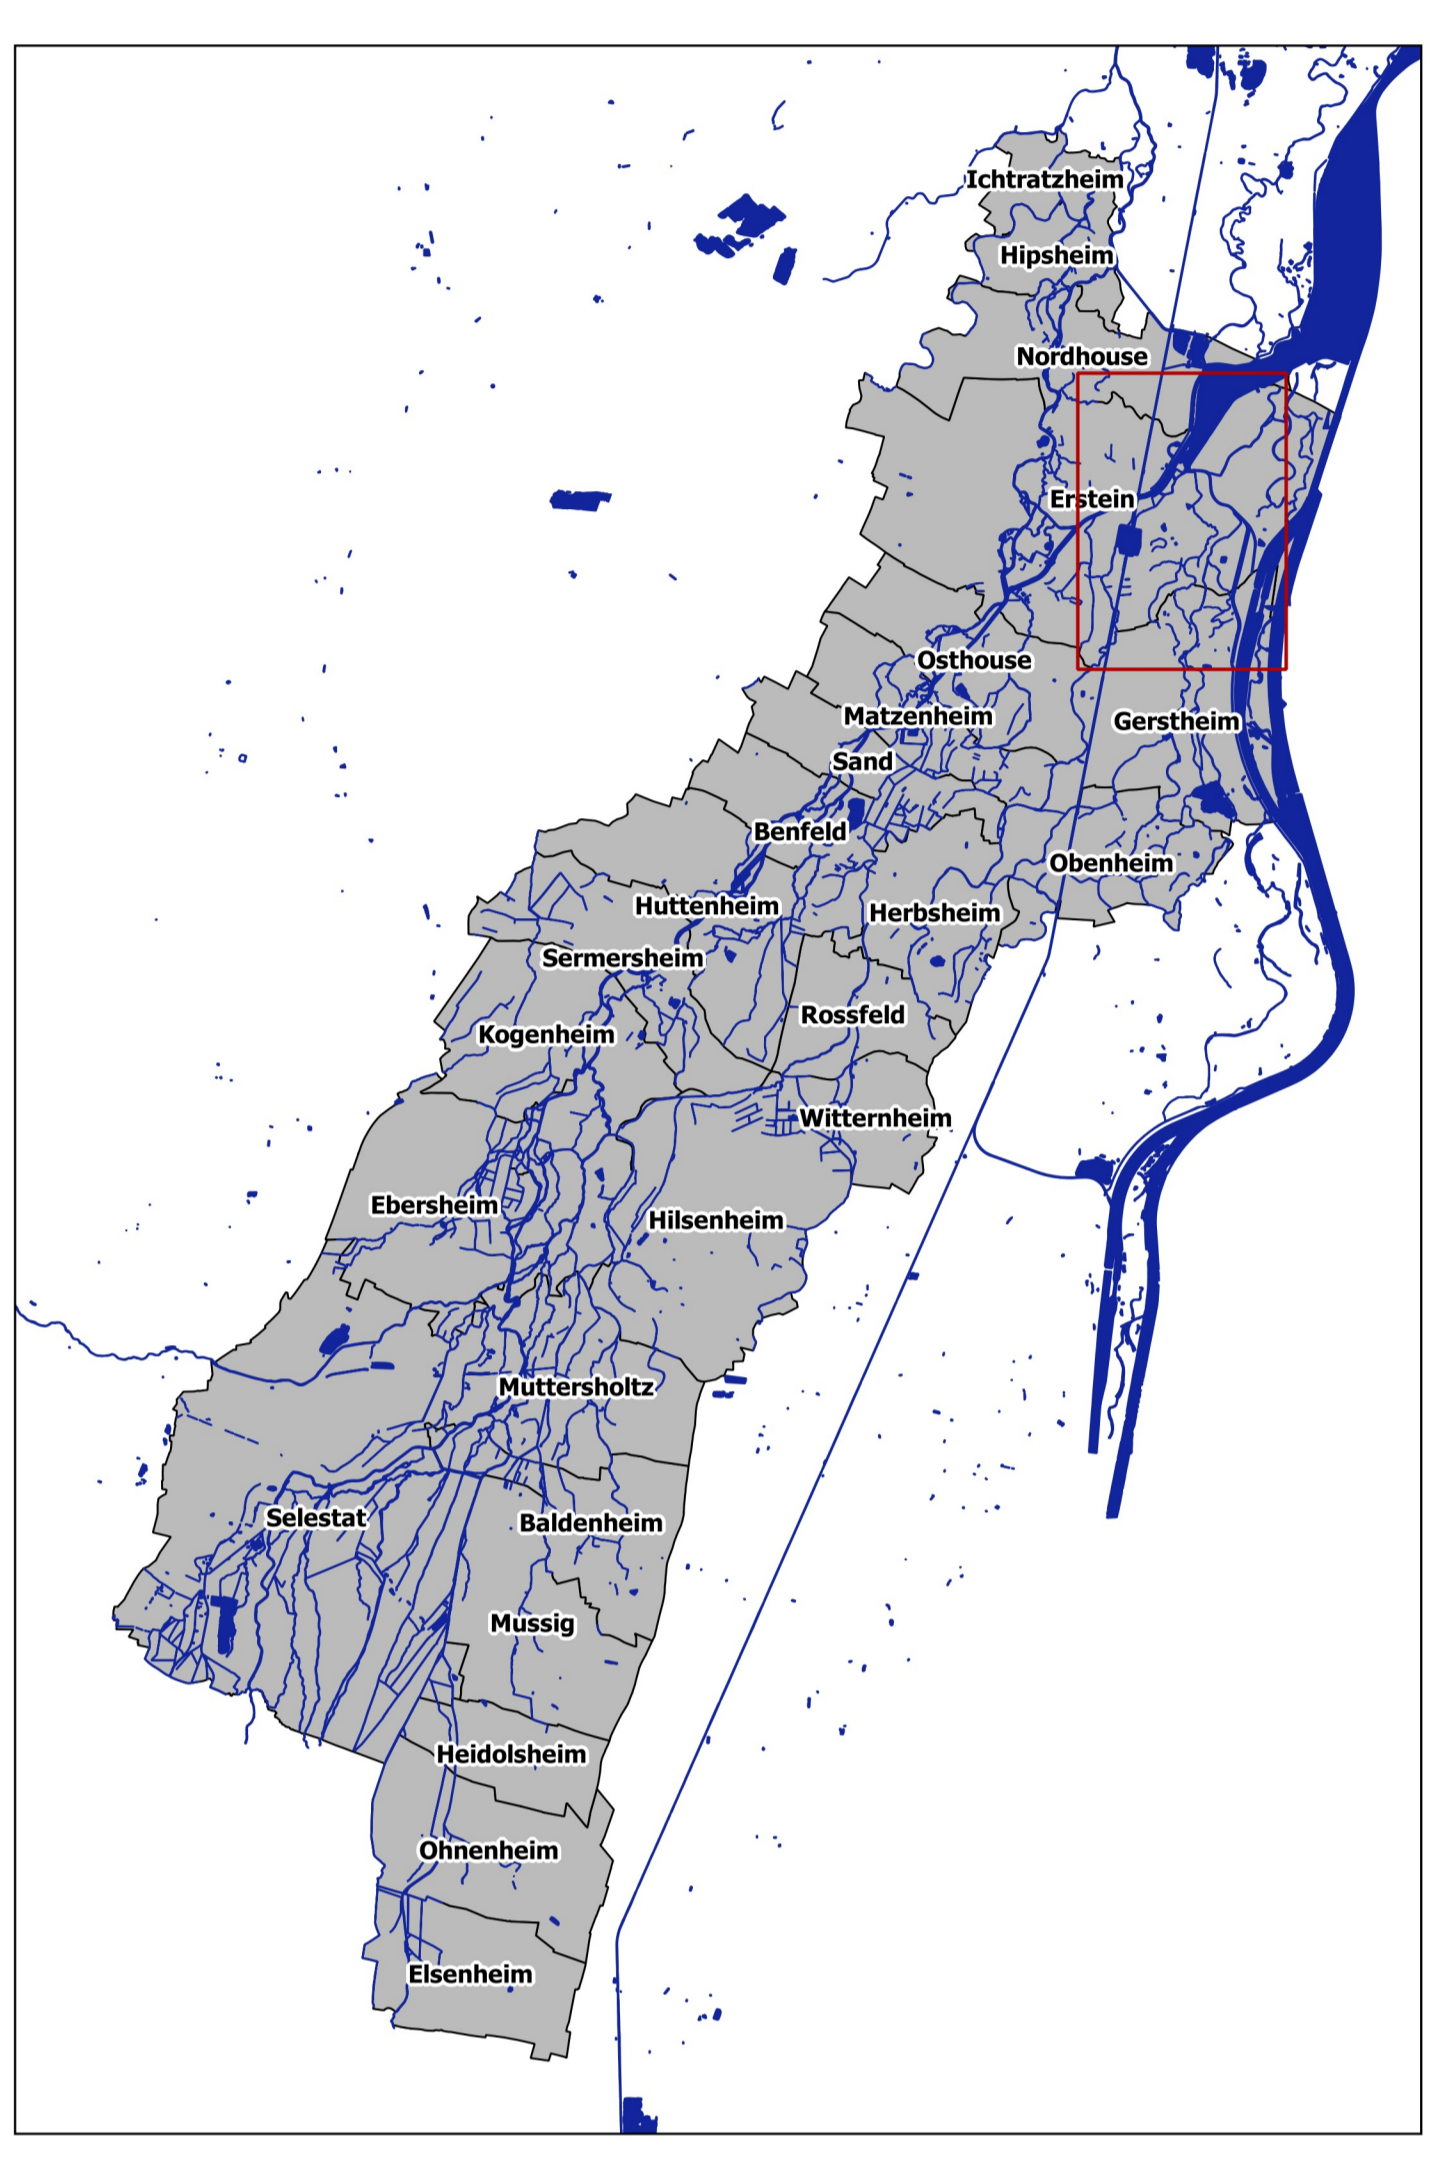 Ichtratzheim
Hipsheim
Nordhouse
Erstein
Osthouse
Matzenheim
Gerstheim
Sand
Benfeld
Obenheim
Huttenheim
Herbsheim
Sermersheim
Rossfeld
Kogenheim
Witternheim
Ebersheim
Hilsenheim
Muttersholtz
Selestat
Baldenheim
Mussig
Heidolsheim
Ohnenheim
Elsenheim